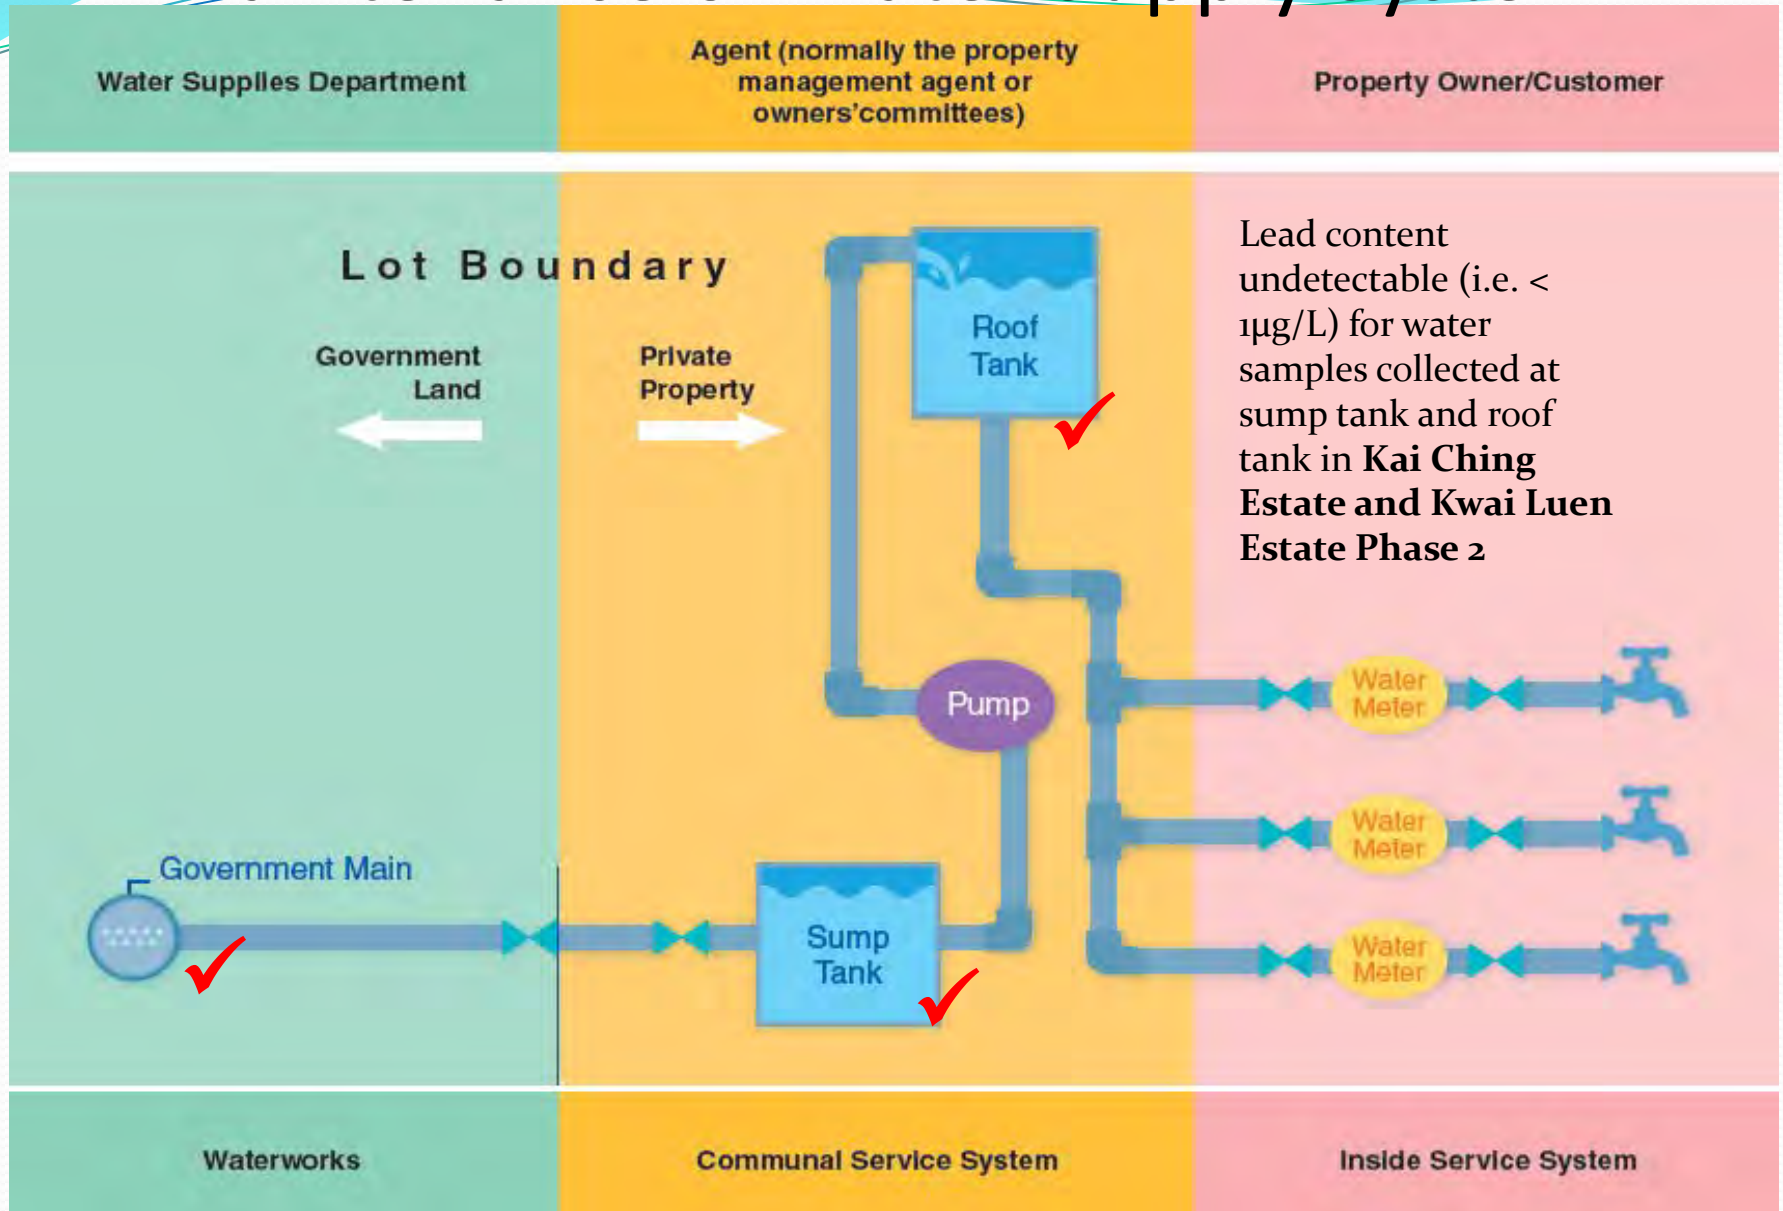 Water Supplies Department
Agent (normally the property
management agent or
owners'committees)
Property Owner/Customer
Lot Boundary
Government
Land
Private
Property
Roof
Tank
Lead content
undetectable (i.e. <
1µg/L) for water
samples collected at
sump tank and roof
tank in Kai Ching
Estate and Kwai Luen
Estate Phase 2
Pump
Water
Meter
Water
Meter
Water
Meter
Government Main
Sump
Tank
Waterworks
Communal Service System
Inside Service System